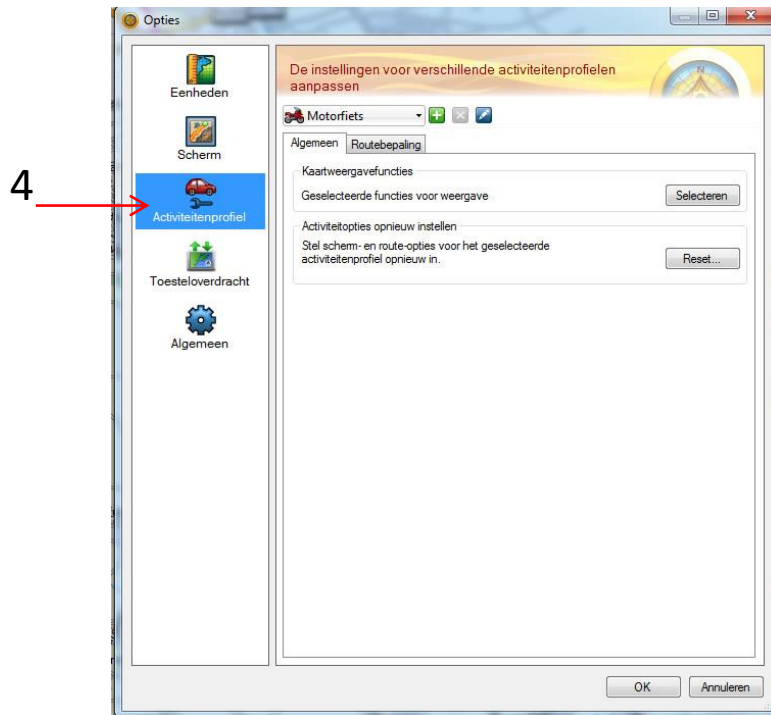 Opties
4
Eenheden
Scherm
Activiteitenprofiel
Toesteloverdracht
Algemeen
De instellingen voor verschillende activiteitenprofielen
aanpassen
N
Motorfiets
Algemeen Routebepaling
Kaartweergavefuncties
Geselecteerde functies voor weergave Selecteren
Activiteitopties opnieuw instellen
Stel scherm- en route-opties voor het geselecteerde
activiteitenprofiel opnieuw in. Reset...
OK Annuleren